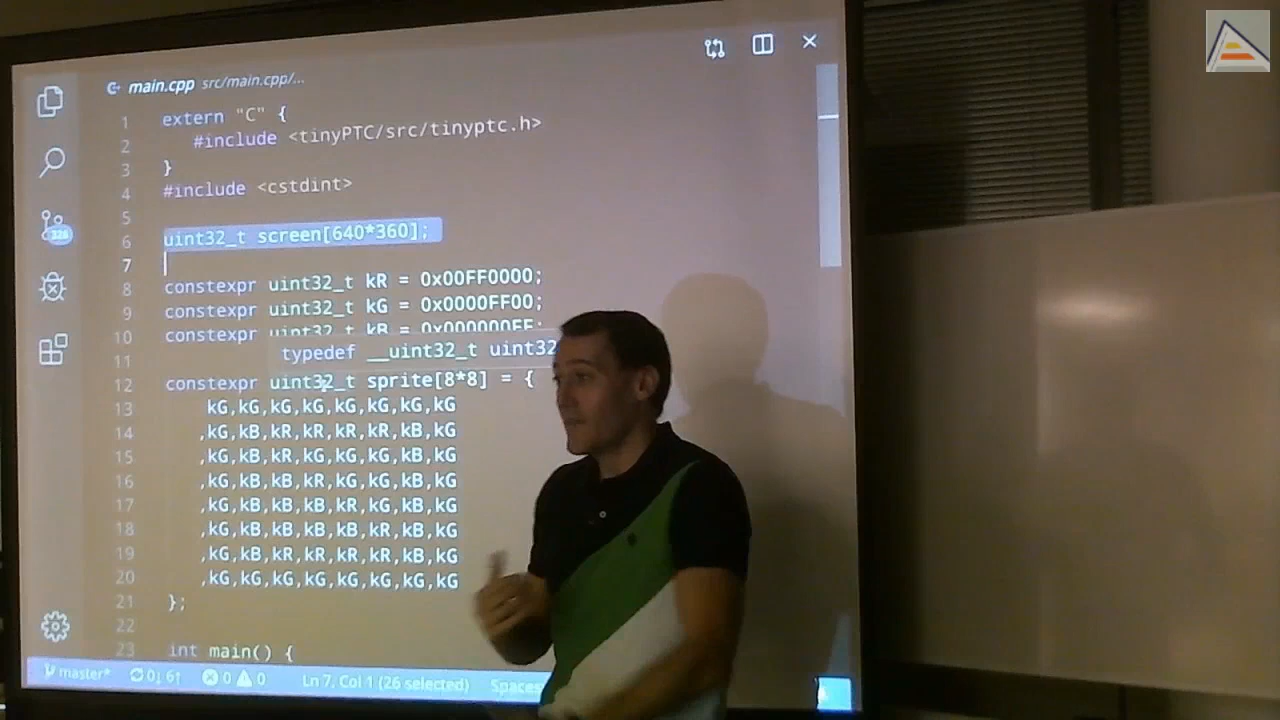 main.cpp src/main.cpp/...
1 extern "C" {
2 #include <tinyPTC/src/tinyptc.h>
3 }
4 #include <cstdint>
5
6 uint32_t screen[640*360];
7
8 constexpr uint32_t kR = 0x00FF0000;
9 constexpr uint32_t kG = 0x0000FF00;
10 constexpr uint32_t kB = 0x000000FF;
11 typedef __uint32_t uint32
12 constexpr uint32_t sprite[8*8] = {
13 kG,kG,kG,kG,kG,kG,kG,kG
14 ,kG,kB,kR,kR,kR,kR,kB,kG
15 ,kG,kB,kR,kG,kG,kG,kB,kG
16 ,kG,kB,kB,kR,kG,kG,kB,kG
17 ,kG,kB,kB,kB,kR,kG,kB,kG
18 ,kG,kB,kB,kB,kB,kR,kB,kG
19 ,kG,kB,kR,kR,kR,kR,kB,kG
20 ,kG,kG,kG,kG,kG,kG,kG,kG
21 };
22
23 int main() {
326
master* 0↓ 6↑ 0 0 Ln 7, Col 1 (26 selected) Spaces